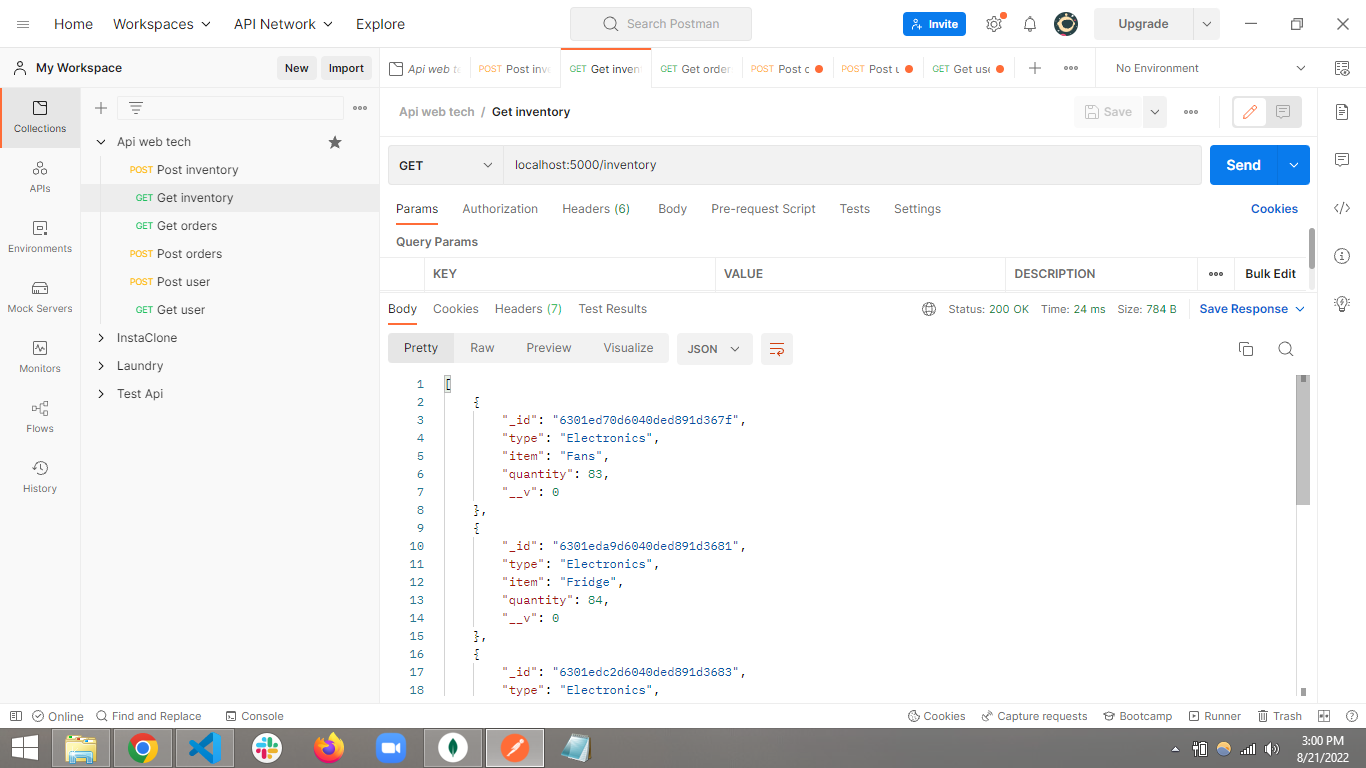 Home Workspaces API Network Explore Search Postman Invite Upgrade
My Workspace New Import
Api web te POST Post inv GET Get inven GET Get order POST Post o POST Post u GET Get use No Environment
Api web tech / Get inventory Save
GET localhost:5000/inventory Send
Params Authorization Headers (6) Body Pre-request Script Tests Settings Cookies
Query Params
KEY VALUE DESCRIPTION Bulk Edit
Body Cookies Headers (7) Test Results Status: 200 OK Time: 24 ms Size: 784 B Save Response
Pretty Raw Preview Visualize JSON
Collections
APIs
Environments
Mock Servers
Monitors
Flows
History
Api web tech
POST Post inventory
GET Get inventory
GET Get orders
POST Post orders
POST Post user
GET Get user
InstaClone
Laundry
Test Api
1 [
2 {
3 "_id": "6301ed70d6040ded891d367f",
4 "type": "Electronics",
5 "item": "Fans",
6 "quantity": 83,
7 "__v": 0
8 },
9 {
10 "_id": "6301eda9d6040ded891d3681",
11 "type": "Electronics",
12 "item": "Fridge",
13 "quantity": 84,
14 "__v": 0
15 },
16 {
17 "_id": "6301edc2d6040ded891d3683",
18 "type": "Electronics",
Online Find and Replace Console Cookies Capture requests Bootcamp Runner Trash
3:00 PM
8/21/2022